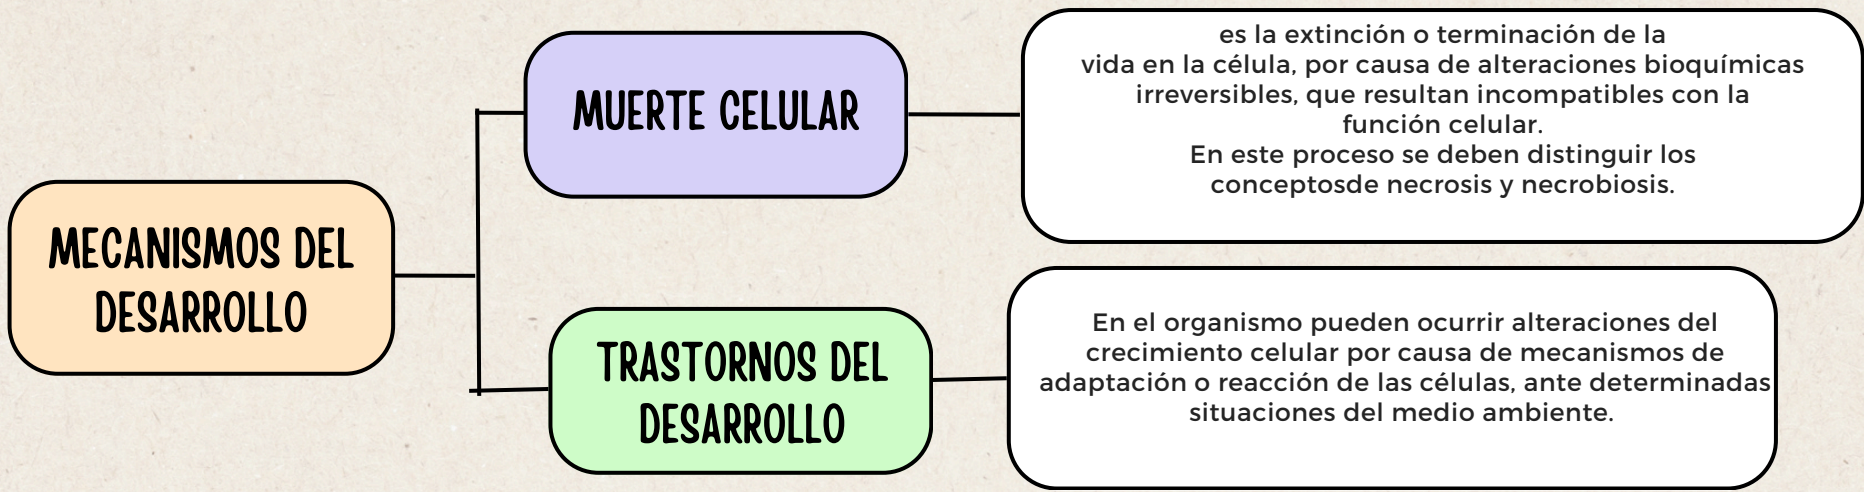 MECANISMOS DEL
DESARROLLO
MUERTE CELULAR
es la extinción o terminación de la
vida en la célula, por causa de alteraciones bioquímicas
irreversibles, que resultan incompatibles con la
función celular.
En este proceso se deben distinguir los
conceptosde necrosis y necrobiosis.
TRASTORNOS DEL
DESARROLLO
En el organismo pueden ocurrir alteraciones del
crecimiento celular por causa de mecanismos de
adaptación o reacción de las células, ante determinadas
situaciones del medio ambiente.